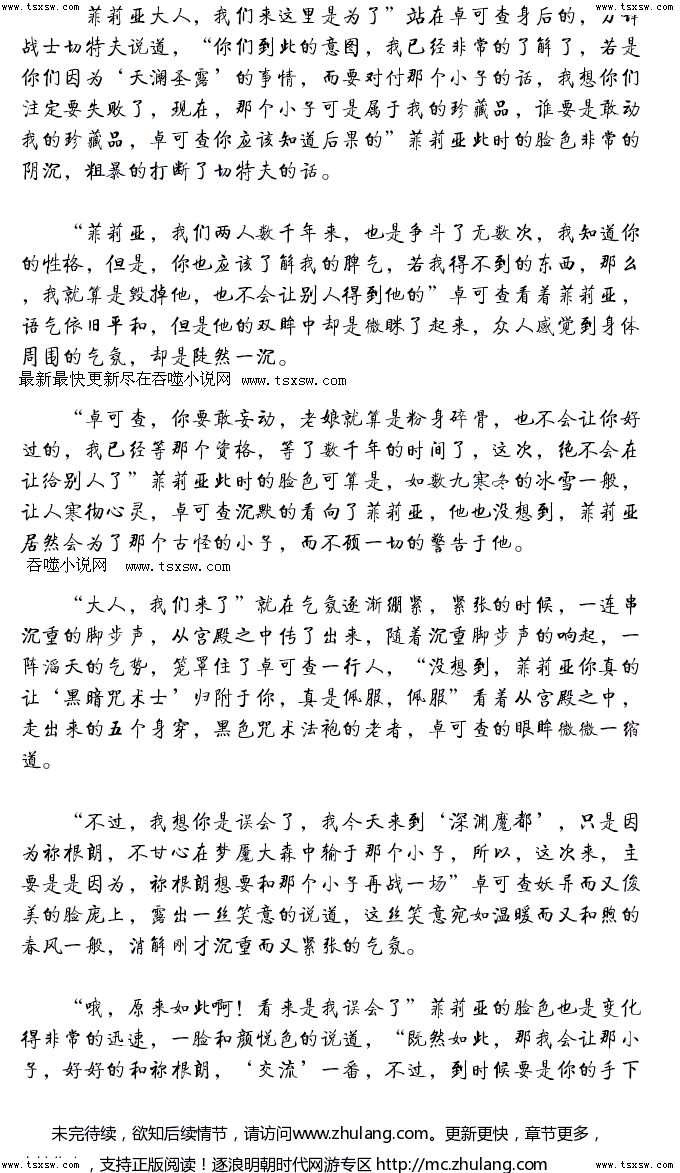 www.tsxsw.com www.tsxsw.com
菲莉亚大人，我们来这里是为了”站在卓可查身后的，
战士切特夫说道，“你们到此的意图，我已经非常的了解了，若是
你们因为‘天澜圣露’的事情，而要对付那个小子的话，我想你们
注定要失败了，现在，那个小子可是属于我的珍藏品，谁要是敢动
我的珍藏品，卓可查你应该知道后果的”菲莉亚此时的脸色非常的
阴沉，粗暴的打断了切特夫的话。
“菲莉亚，我们两人数千年来，也是争斗了无数次，我知道你
的性格，但是，你也应该了解我的脾气，若我得不到的东西，那么
，我就算是毁掉他，也不会让别人得到他的”卓可查看着菲莉亚，
语气依旧平和，但是他的双眸中却是微眯了起来，众人感觉到身体
周围的气氛，却是陡然一沉。
最新最快更新尽在吞噬小说网 www.tsxsw.com
“卓可查，你要敢妄动，老娘就算是粉身碎骨，也不会让你好
过的，我已经等那个资格，等了数千年的时间了，这次，绝不会在
让给别人了”菲莉亚此时的脸色可算是，如数九寒冬的冰雪一般，
让人寒彻心灵，卓可查沉默的看向了菲莉亚，他也没想到，菲莉亚
居然会为了那个古怪的小子，而不顾一切的警告于他。
吞噬小说网 www.tsxsw.com
“大人，我们来了”就在气氛逐渐绷紧，紧张的时候，一连串
沉重的脚步声，从宫殿之中传了出来，随着沉重脚步声的响起，一
阵滔天的气势，笼罩住了卓可查一行人，“没想到，菲莉亚你真的
让‘黑暗咒术士’归附于你，真是佩服，佩服”看着从宫殿之中，
走出来的五个身穿，黑色咒术法袍的老者，卓可查的眼眸微微一缩
道。
“不过，我想你是误会了，我今天来到‘深渊魔都’，只是因
为祢根朗，不甘心在梦魇大森中输于那个小子，所以，这次来，主
要是是因为，祢根朗想要和那个小子再战一场”卓可查妖异而又俊
美的脸庞上，露出一丝笑意的说道，这丝笑意宛如温暖而又和煦的
春风一般，消解刚才沉重而又紧张的气氛。
“哦，原来如此啊！看来是我误会了”菲莉亚的脸色也是变化
得非常的迅速，一脸和颜悦色的说道，“既然如此，那我会让那小
子，好好的和祢根朗，‘交流’一番，不过，到时候要是你的手下
未完待续，欲知后续情节，请访问www.zhulang.com。更新更快，章节更多，
www.tsxsw.com ，支持正版阅读！逐浪明朝时代网游专区 http://mc.zhulang.com www.tsxsw.com